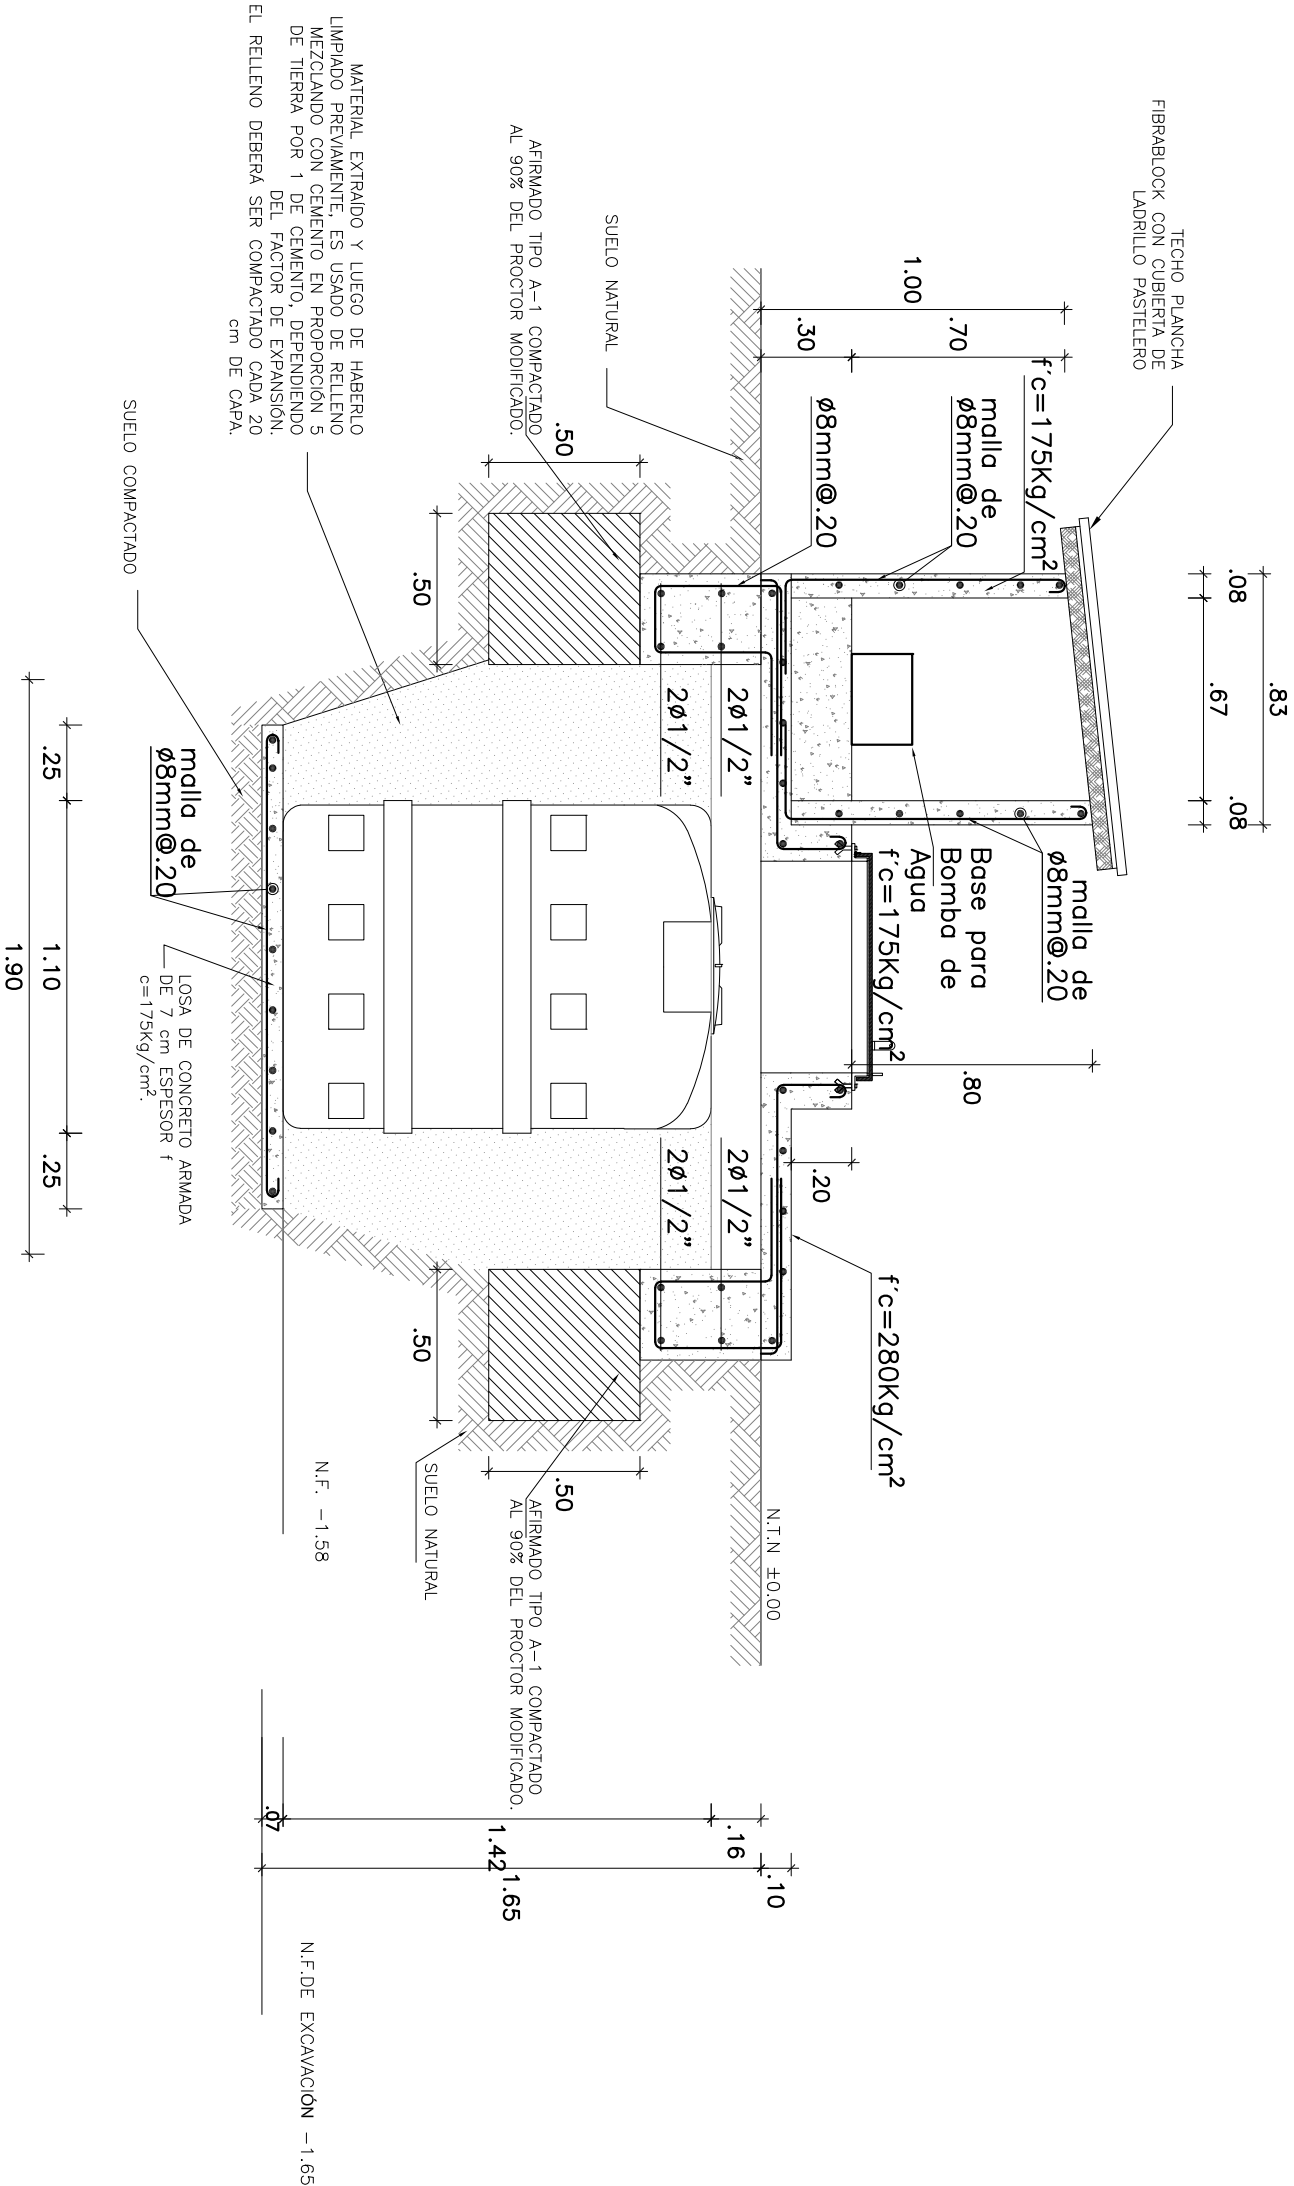 TECHO PLANCHA
FIBRABLOCK CON CUBIERTA DE
LADRILLO PASTELERO
.83
.08
.67
.08
1.00
.70
.30
f'c=175Kg/cm²
malla de
ø8mm@.20
ø8mm@.20
malla de
ø8mm@.20
Base para
Bomba de
Agua
f'c=175Kg/cm²
.80
.20
f'c=280Kg/cm²
SUELO NATURAL
AFIRMADO TIPO A-1 COMPACTADO
AL 90% DEL PROCTOR MODIFICADO.
.50
.50
2ø1/2"
2ø1/2"
2ø1/2"
2ø1/2"
.50
.50
AFIRMADO TIPO A-1 COMPACTADO
AL 90% DEL PROCTOR MODIFICADO.
N.T.N ±0.00
SUELO NATURAL
N.F. -1.58
MATERIAL EXTRAÍDO Y LUEGO DE HABERLO
LIMPIADO PREVIAMENTE, ES USADO DE RELLENO
MEZCLANDO CON CEMENTO EN PROPORCIÓN 5
DE TIERRA POR 1 DE CEMENTO, DEPENDIENDO
DEL FACTOR DE EXPANSIÓN.
EL RELLENO DEBERÁ SER COMPACTADO CADA 20
cm DE CAPA.
SUELO COMPACTADO
malla de
ø8mm@.20
LOSA DE CONCRETO ARMADA
DE 7 cm ESPESOR f
c=175Kg/cm².
.25
1.10
.25
1.90
.10
.16
1.42
1.65
.07
N.F.DE EXCAVACIÓN -1.65